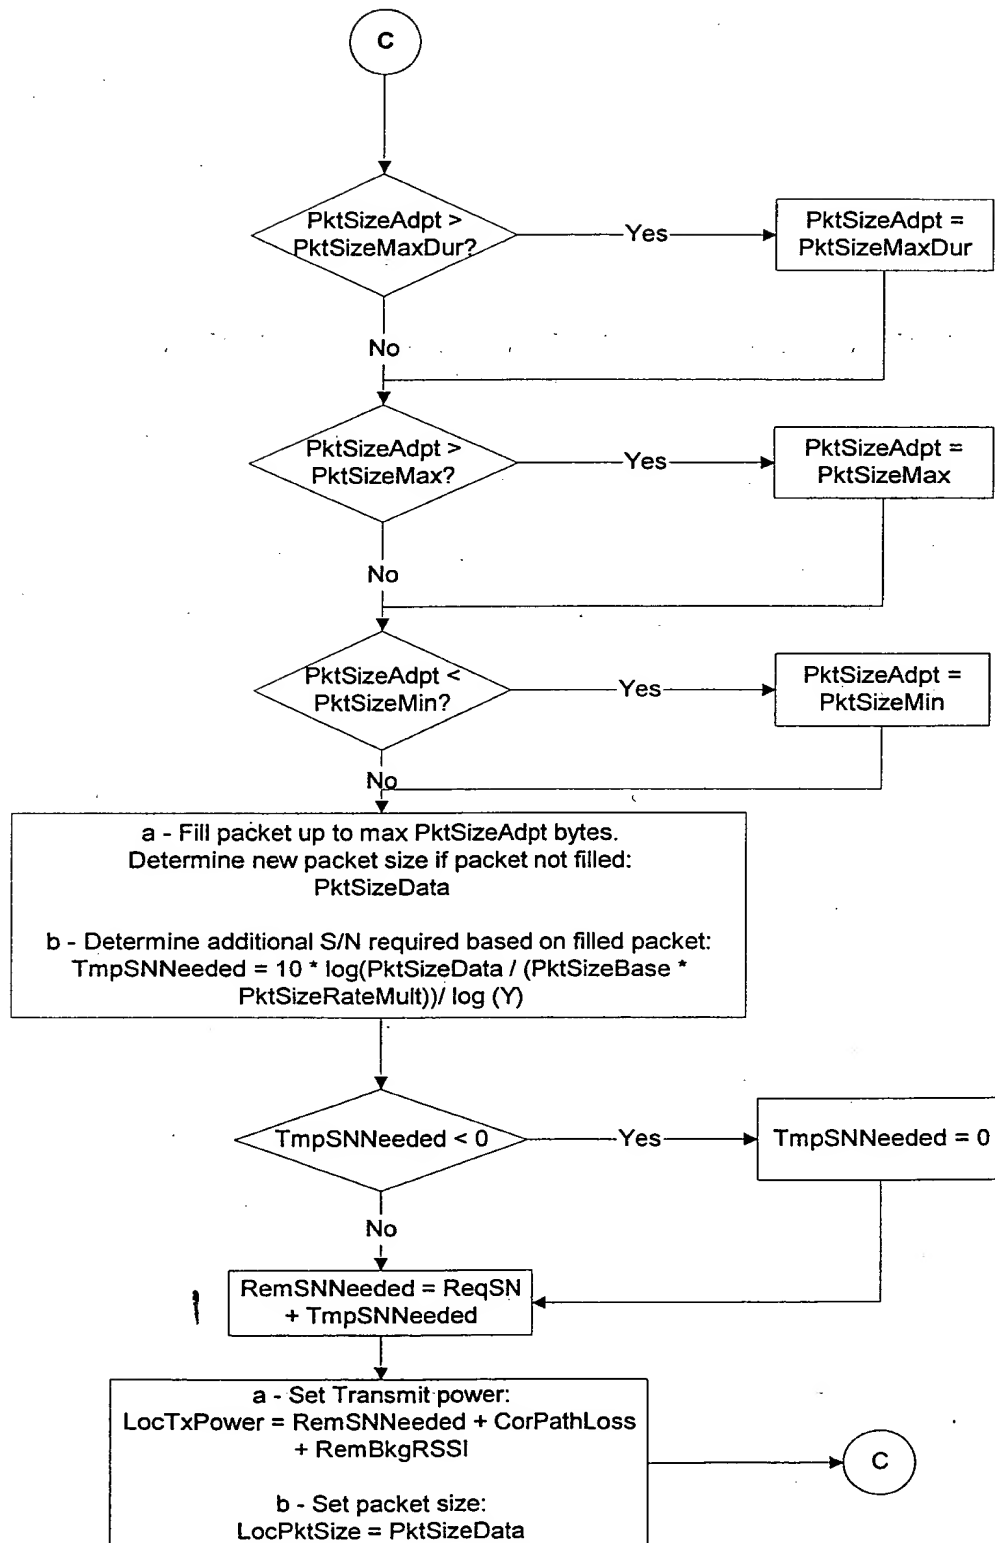 C
PktSizeAdpt >
PktSizeMaxDur?
Yes
PktSizeAdpt =
PktSizeMaxDur
No
PktSizeAdpt >
PktSizeMax?
Yes
PktSizeAdpt =
PktSizeMax
No
PktSizeAdpt <
PktSizeMin?
Yes
PktSizeAdpt =
PktSizeMin
No
a - Fill packet up to max PktSizeAdpt bytes.
Determine new packet size if packet not filled:
PktSizeData
b - Determine additional S/N required based on filled packet:
TmpSNNeeded = 10 * log(PktSizeData / (PktSizeBase *
PktSizeRateMult))/ log (Y)
TmpSNNeeded < 0
Yes
TmpSNNeeded = 0
No
RemSNNeeded = ReqSN
+ TmpSNNeeded
a - Set Transmit power:
LocTxPower = RemSNNeeded + CorPathLoss
+ RemBkgRSSI
b - Set packet size:
LocPktSize = PktSizeData
C